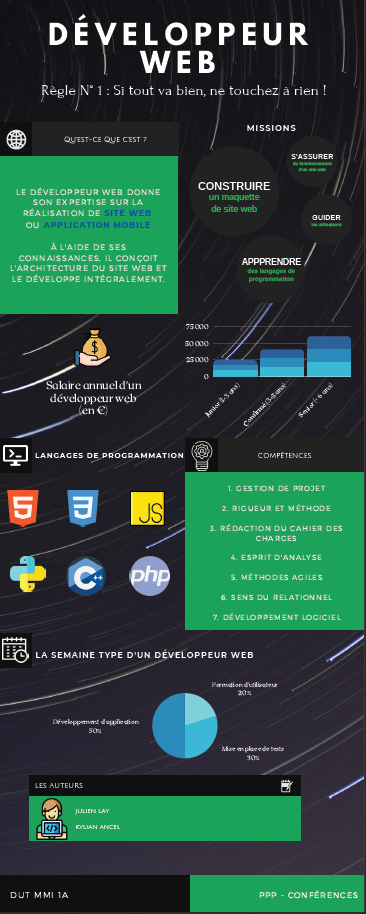 DÉVELOPPEUR
WEB
Règle N° 1 : Si tout va bien, ne touchez à rien !
QU'EST-CE QUE C'EST ?
LE DÉVELOPPEUR WEB DONNE
SON EXPERTISE SUR LA
RÉALISATION DE SITE WEB
OU APPLICATION MOBILE
À L'AIDE DE SES
CONNAISSANCES, IL CONÇOIT
L'ARCHITECTURE DU SITE WEB ET
LE DÉVELOPPE INTÉGRALEMENT.
MISSIONS
S'ASSURER
du fonctionnement
d'un site web
CONSTRUIRE
un maquette
de site web
GUIDER
les utilisateurs
APPPRENDRE
des langages de
programmation
Salaire annuel d'un
développeur web
(en €)
75 000
50 000
25 000
0
Junior (1-3 ans)
Confirmé (3-5 ans)
Senior (+6 ans)
LANGAGES DE PROGRAMMATION
5
3
JS
C++
php
COMPÉTENCES
1. GESTION DE PROJET
2. RIGUEUR ET MÉTHODE
3. RÉDACTION DU CAHIER DES
CHARGES
4. ESPRIT D'ANALYSE
5. MÉTHODES AGILES
6. SENS DU RELATIONNEL
7. DÉVELOPPEMENT LOGICIEL
LA SEMAINE TYPE D'UN DÉVELOPPEUR WEB
Formation d'utilisateur
20%
Développement d'application
50%
Mise en place de tests
30%
LES AUTEURS
JULIEN LAY
KYLIAN ANCEL
DUT MMI 1A
PPP - CONFÉRENCES